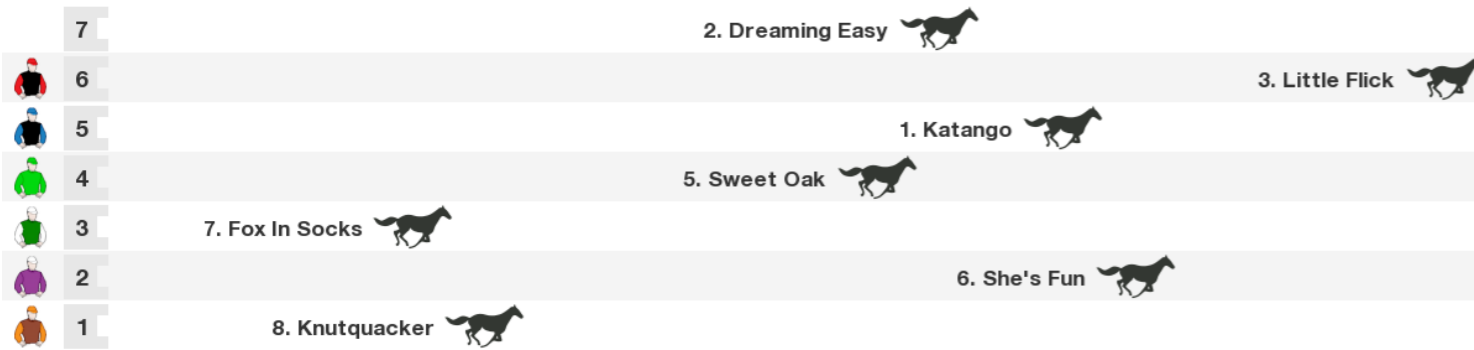 7 2. Dreaming Easy
6 3. Little Flick
5 1. Katango
4 5. Sweet Oak
3 7. Fox In Socks
2 6. She's Fun
1 8. Knutquacker